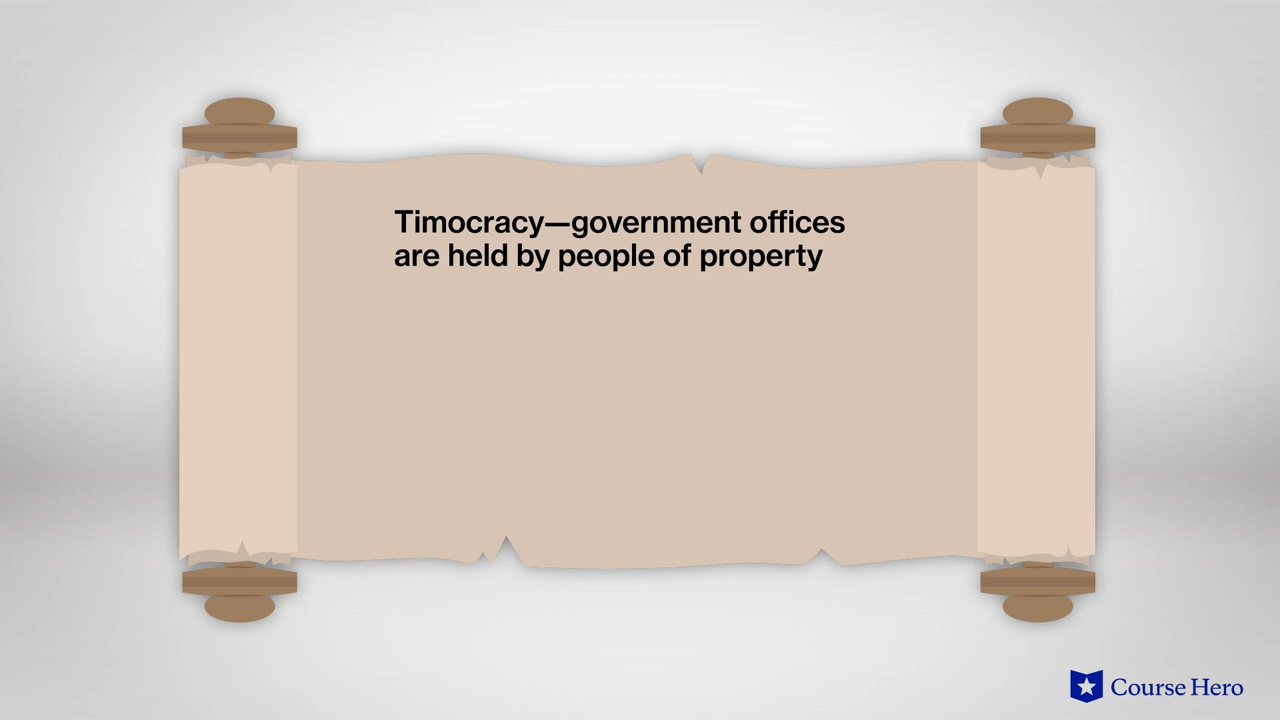 Timocracy—government offices
are held by people of property
Course Hero